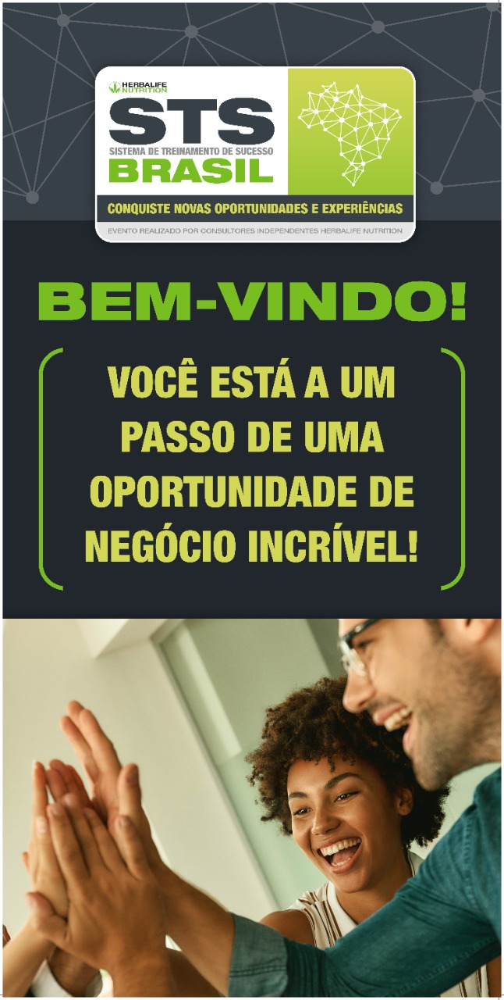 HERBALIFE
NUTRITION
STS
SISTEMA DE TREINAMENTO DE SUCESSO
BRASIL
CONQUISTE NOVAS OPORTUNIDADES E EXPERIÊNCIAS
EVENTO REALIZADO POR CONSULTORES INDEPENDENTES HERBALIFE NUTRITION
BEM-VINDO!
VOCÊ ESTÁ A UM
PASSO DE UMA
OPORTUNIDADE DE
NEGÓCIO INCRÍVEL!